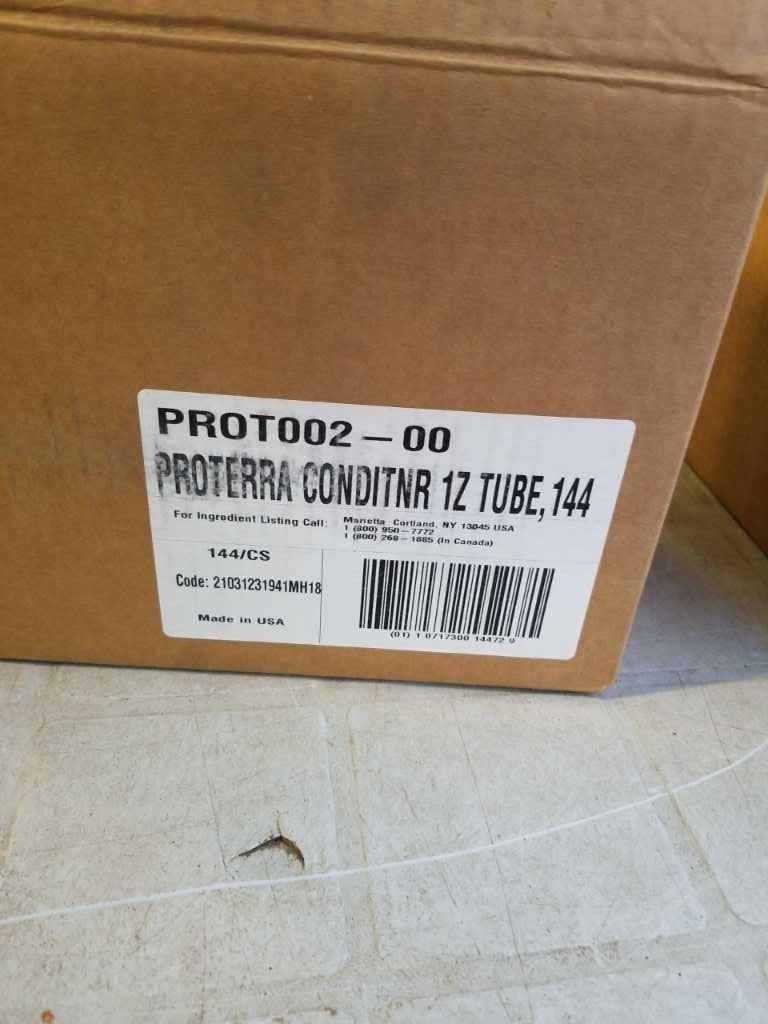 PROT002 – 00
PROTERRA CONDITNR 1Z TUBE, 144
For Ingredient Listing Call:
Marietta Cortland, NY 13045 USA
1 (800) 950 – 7772
1 (800) 268 – 1885 (In Canada)
144/CS
Code: 21031231941MH18
Made in USA
(01) 1 0717300 14472 0